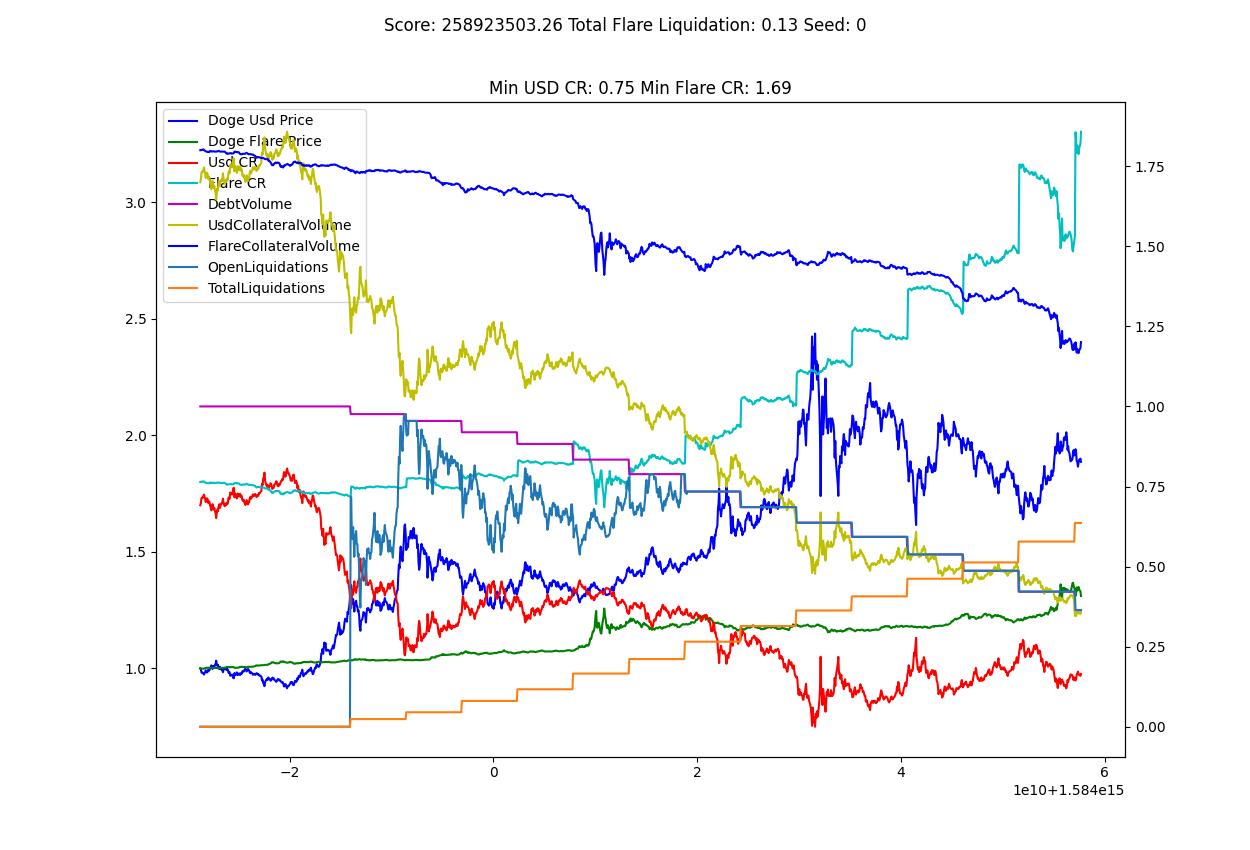 Score: 258923503.26 Total Flare Liquidation: 0.13 Seed: 0
Min USD CR: 0.75 Min Flare CR: 1.69
Doge Usd Price
Doge Flare Price
Usd CR
Flare CR
DebtVolume
UsdCollateralVolume
FlareCollateralVolume
OpenLiquidations
TotalLiquidations
3.0
2.5
2.0
1.5
1.0
1.75
1.50
1.25
1.00
0.75
0.50
0.25
0.00
−2
0
2
4
6
1e10+1.584e15